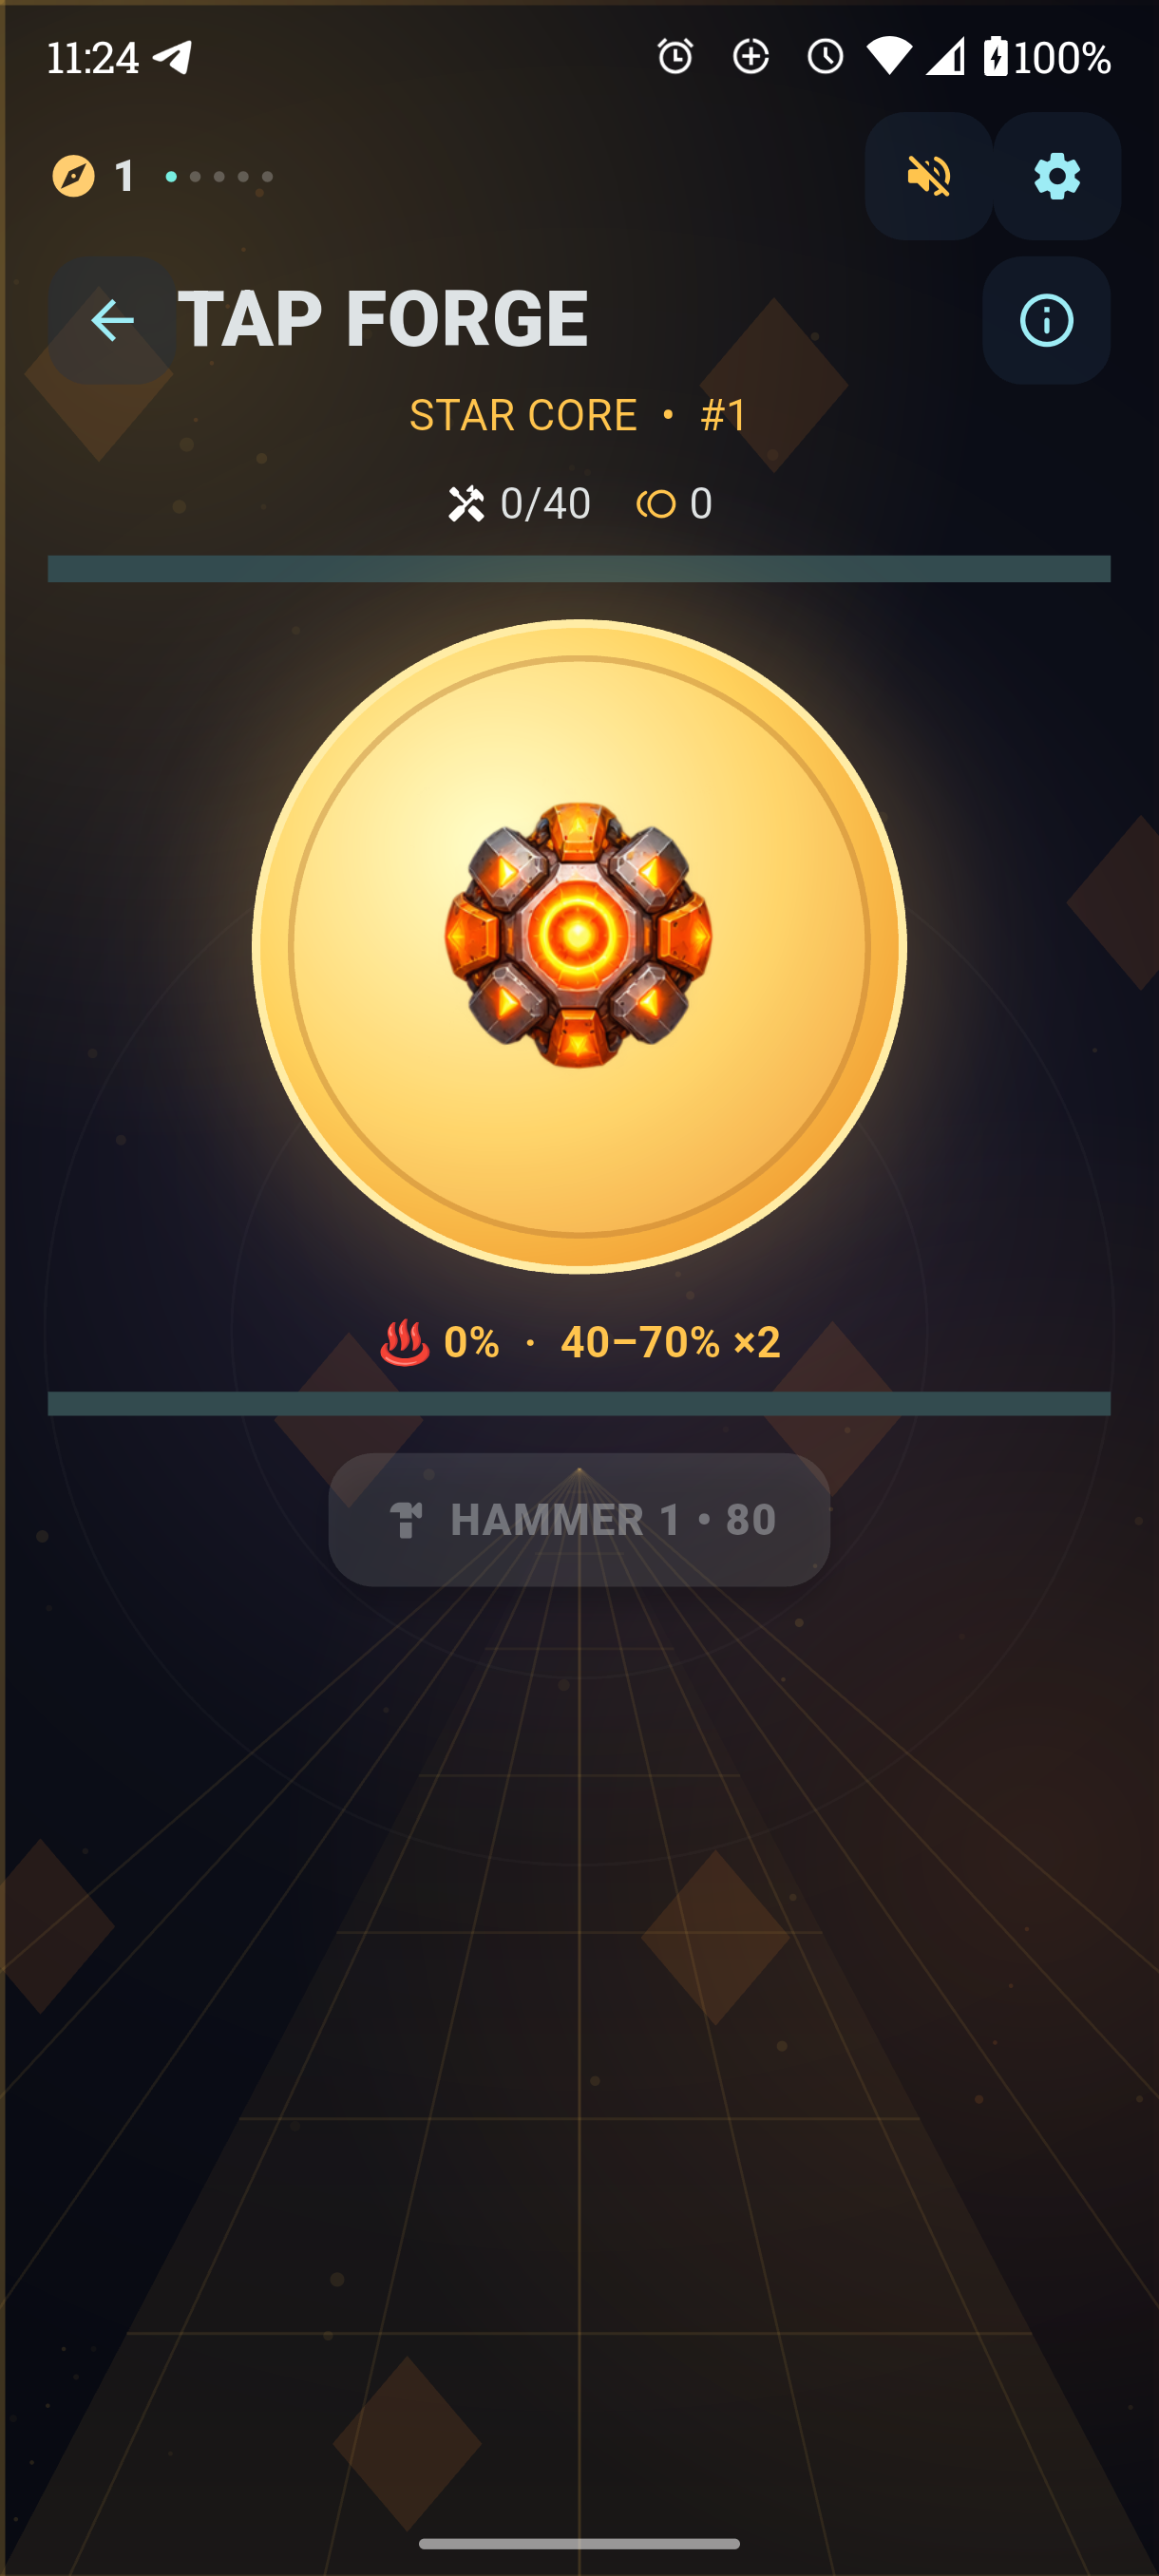 11:24 100%
1
TAP FORGE
STAR CORE • #1
0/40 0
0% · 40–70% ×2
HAMMER 1 • 80